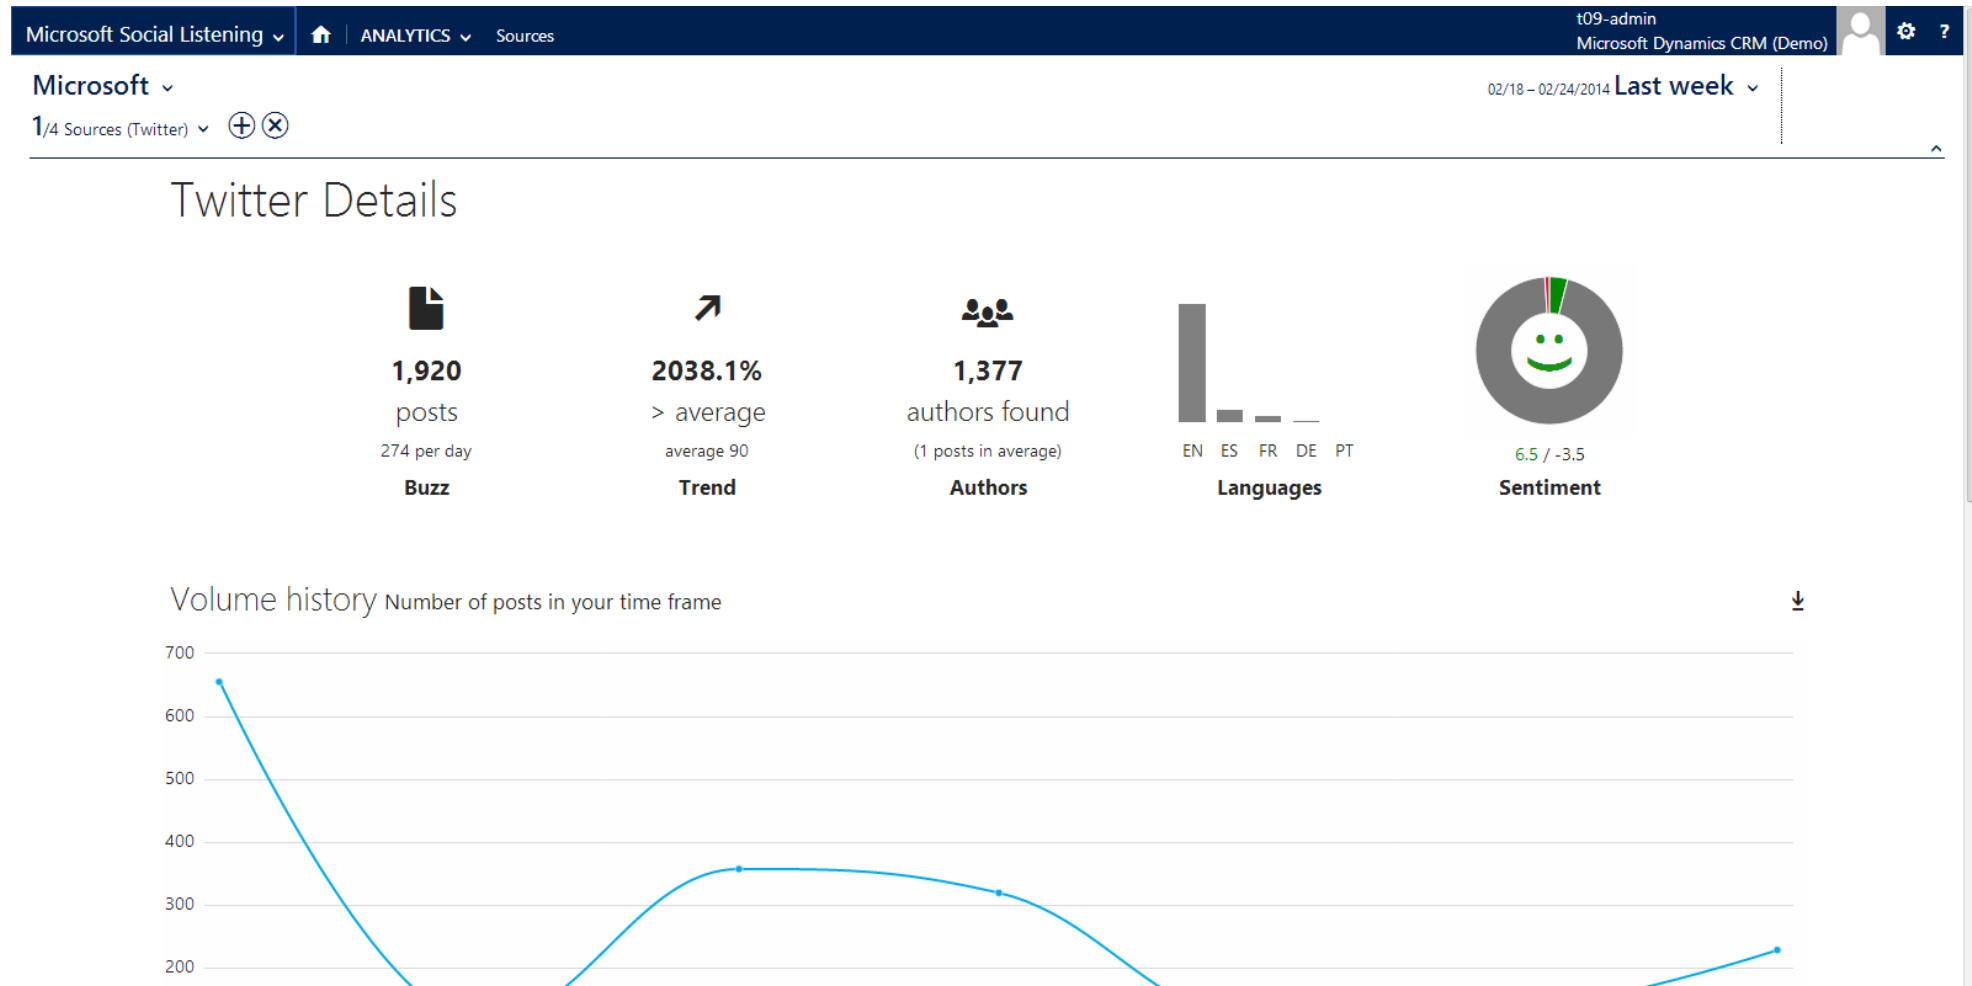 Microsoft Social Listening ANALYTICS Sources
t09-admin
Microsoft Dynamics CRM (Demo)
?
Microsoft
02/18 – 02/24/2014 Last week
1/4 Sources (Twitter)
Twitter Details
1,920
posts
274 per day
Buzz
2038.1%
> average
average 90
Trend
1,377
authors found
(1 posts in average)
Authors
EN ES FR DE PT
Languages
6.5 / -3.5
Sentiment
Volume history Number of posts in your time frame
700
600
500
400
300
200